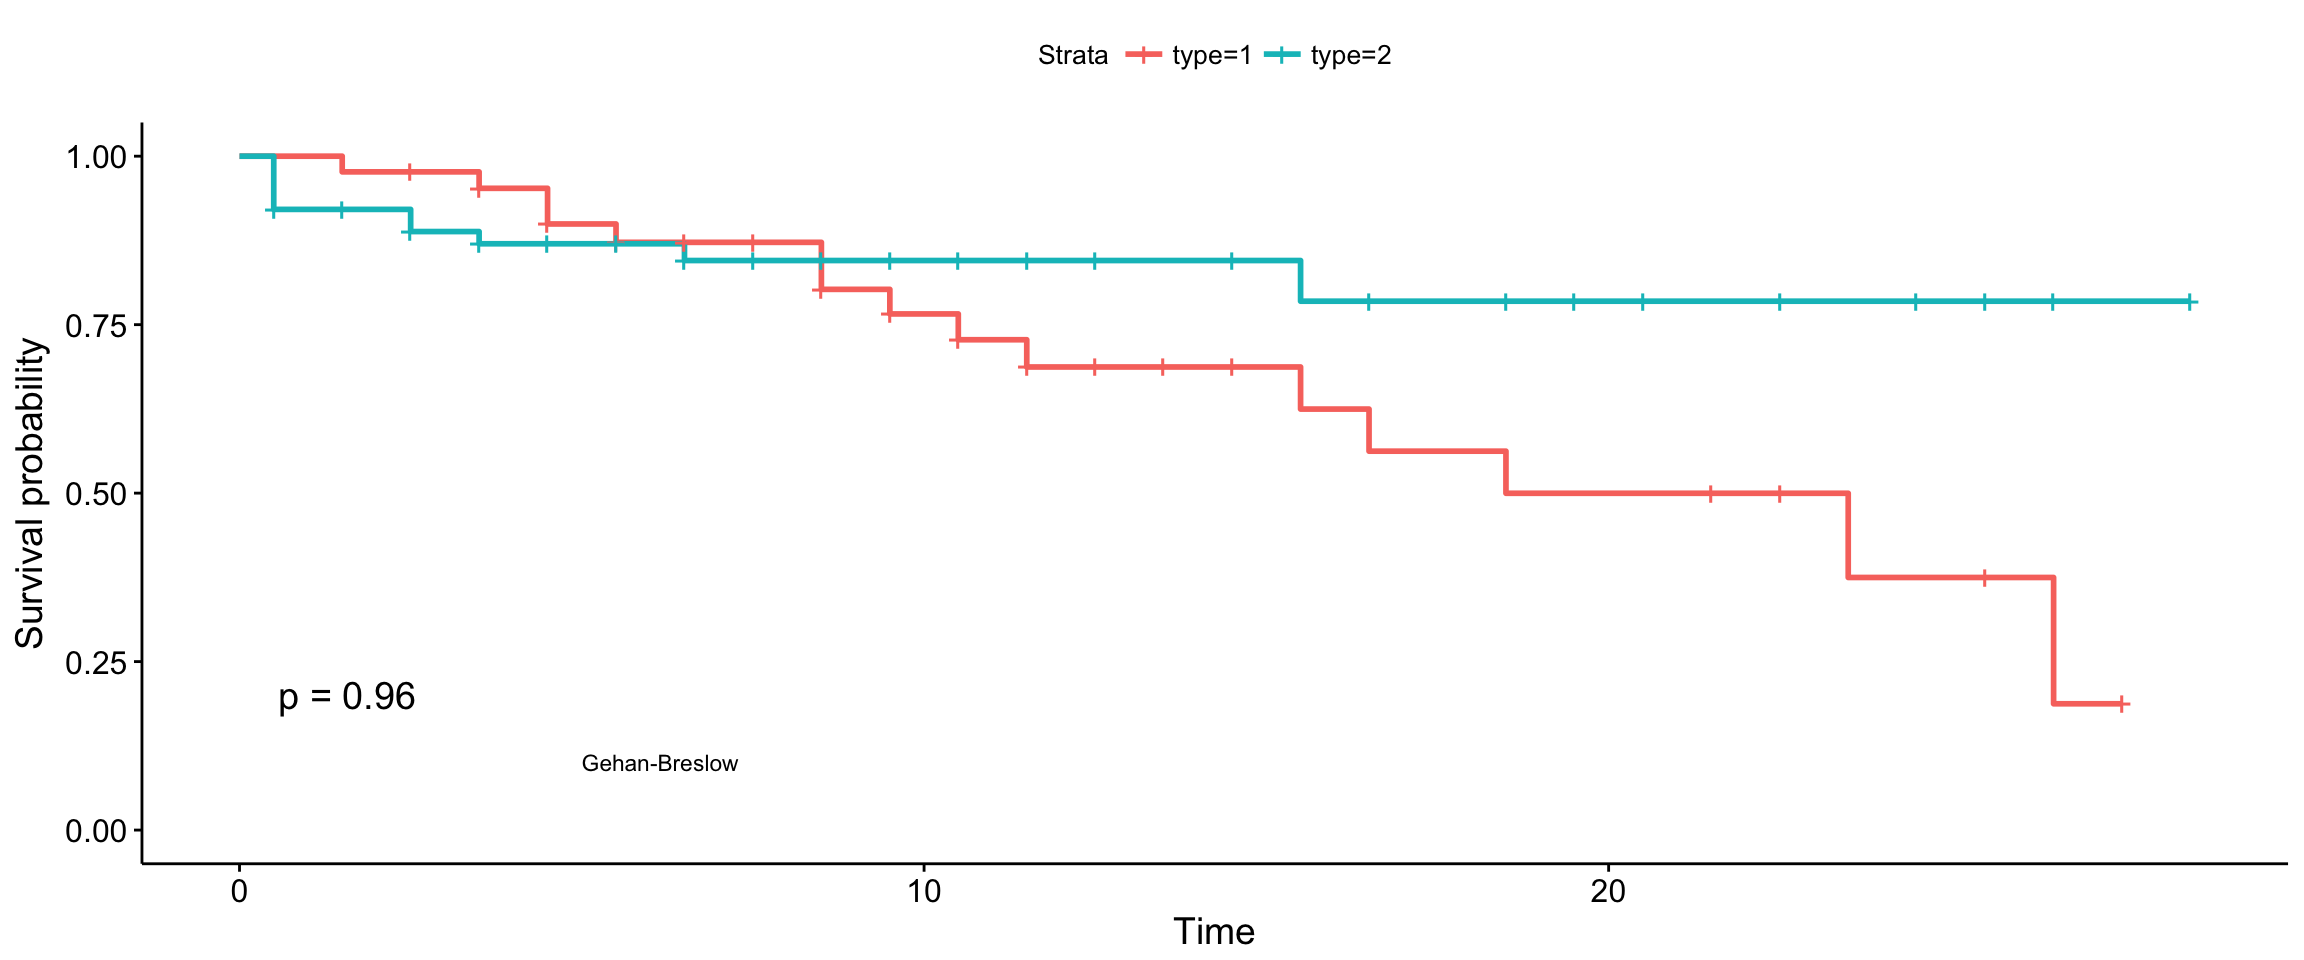 Strata type=1 type=2
1.00
0.75
0.50
0.25
0.00
Survival probability
p = 0.96
Gehan-Breslow
0 10 20
Time